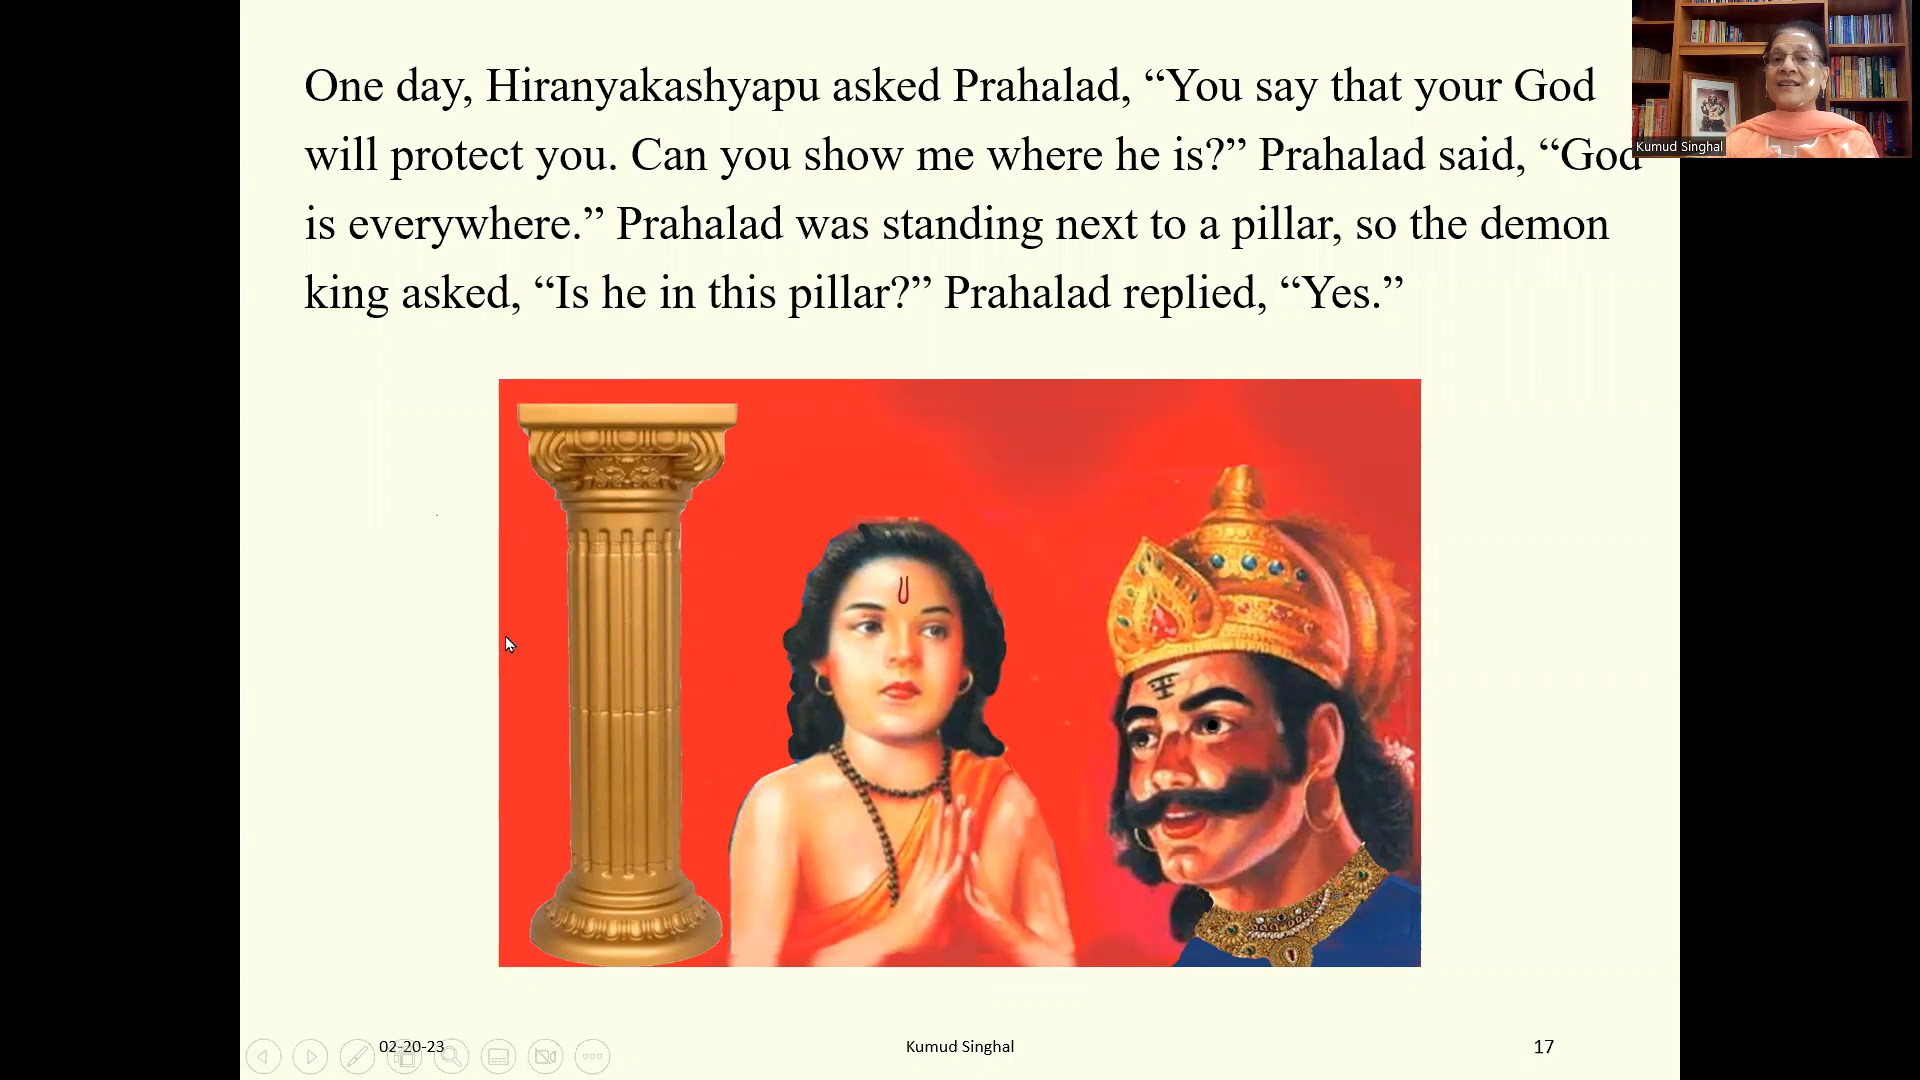 One day, Hiranyakashyapu asked Prahalad, “You say that your God
will protect you. Can you show me where he is?” Prahalad said, “God
is everywhere.” Prahalad was standing next to a pillar, so the demon
king asked, “Is he in this pillar?” Prahalad replied, “Yes.”
Kumud Singhal
02-20-23
Kumud Singhal
17